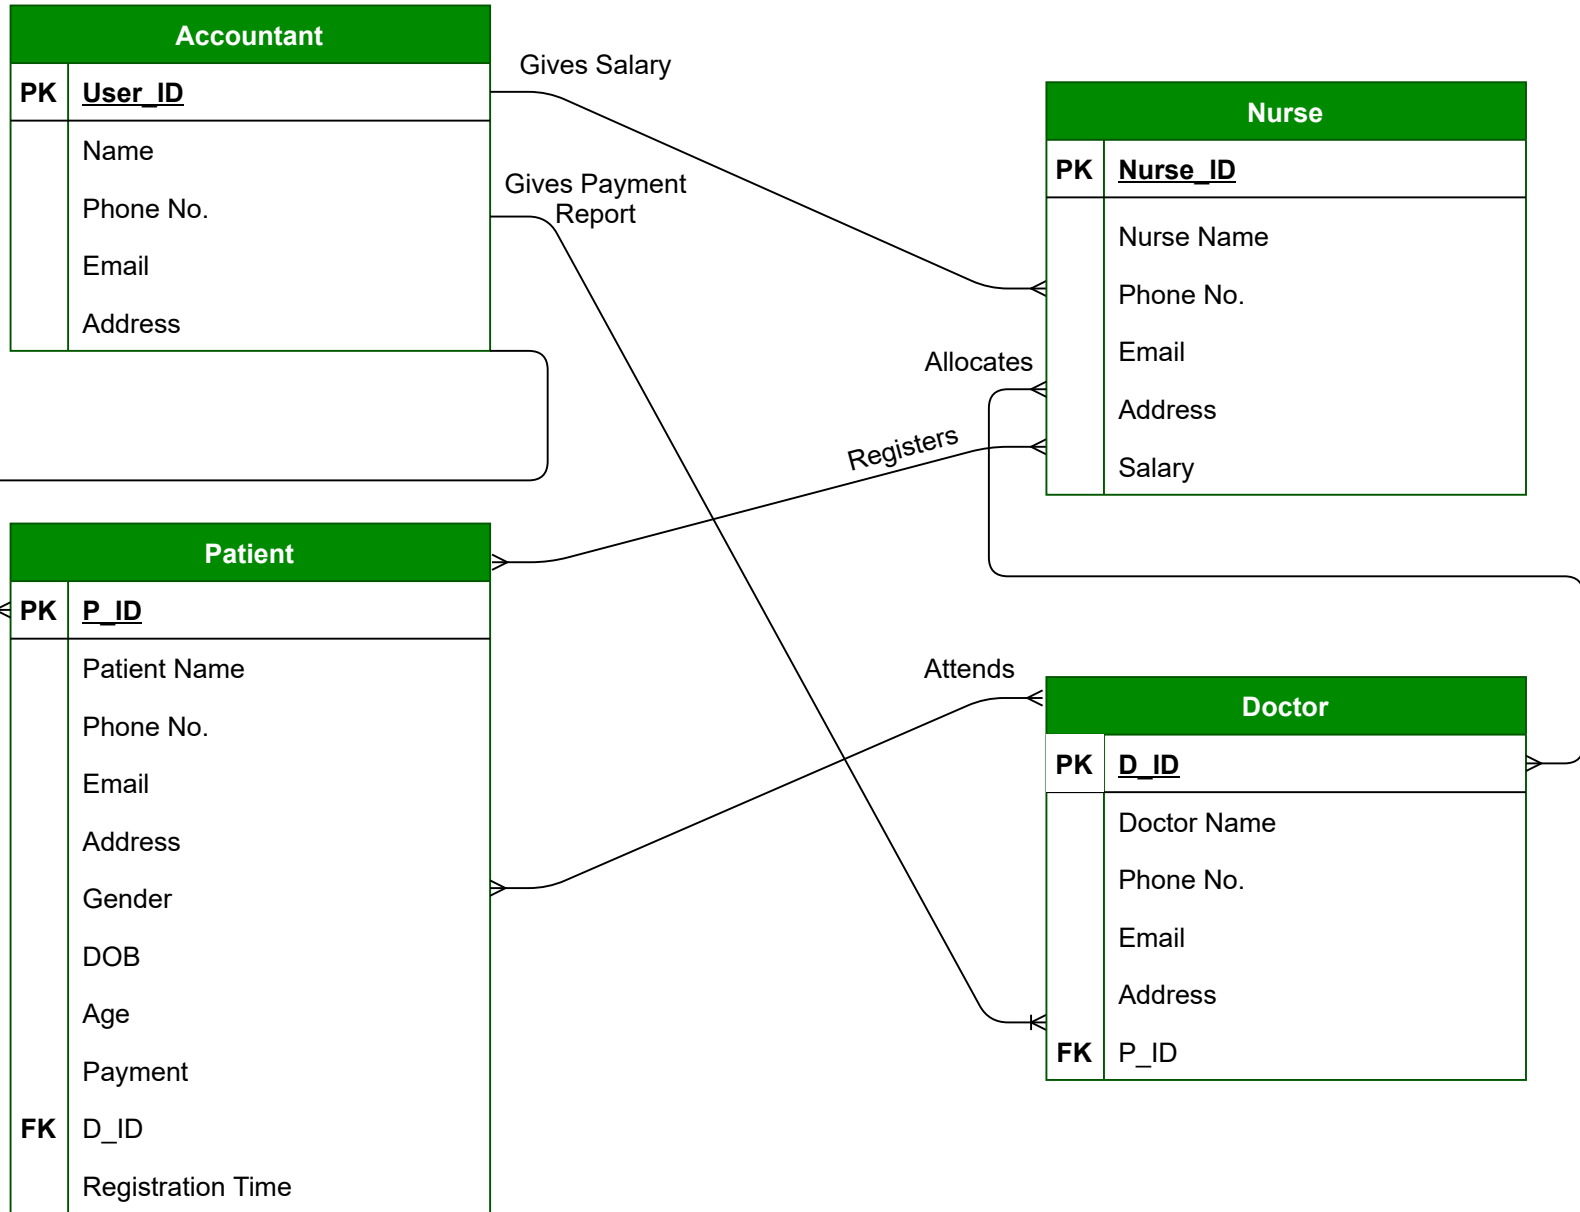 Accountant
PK User_ID
Name
Phone No.
Email
Address
Gives Salary
Gives Payment
Report
Nurse
PK Nurse_ID
Nurse Name
Phone No.
Email
Address
Salary
Allocates
Registers
Patient
PK P_ID
Patient Name
Phone No.
Email
Address
Gender
DOB
Age
Payment
FK D_ID
Registration Time
Attends
Doctor
PK D_ID
Doctor Name
Phone No.
Email
Address
FK P_ID